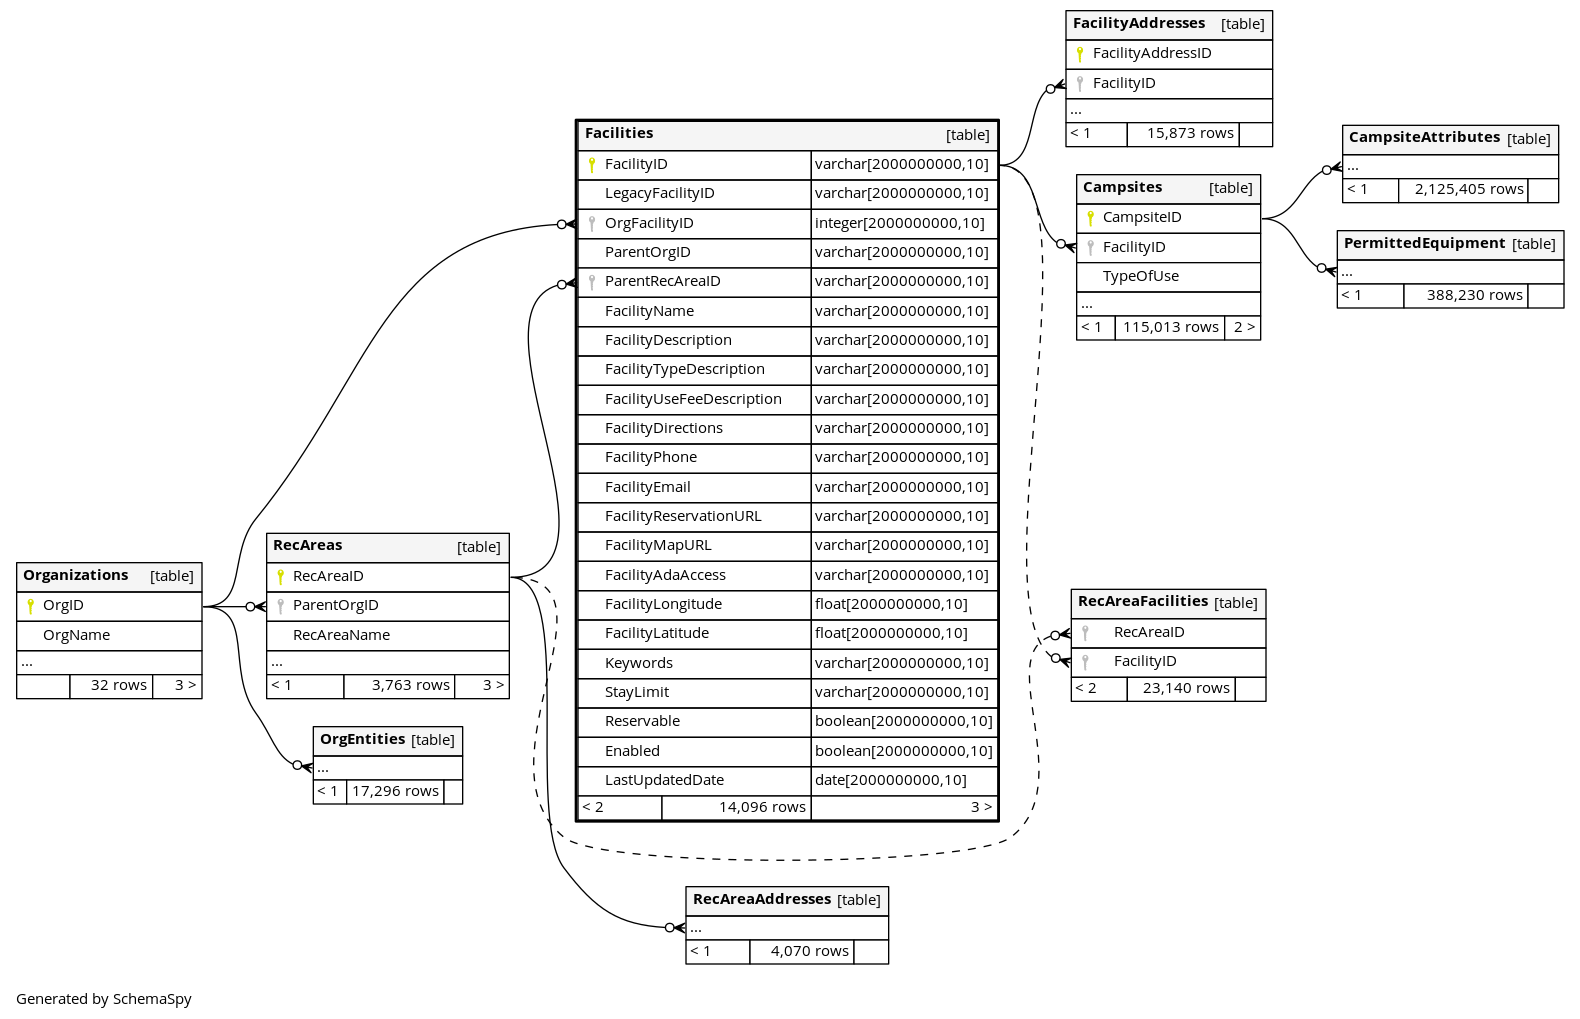 FacilityAddresses [table]
FacilityAddressID
FacilityID
...
< 1 15,873 rows
Facilities [table]
FacilityID varchar[2000000000,10]
LegacyFacilityID varchar[2000000000,10]
OrgFacilityID integer[2000000000,10]
ParentOrgID varchar[2000000000,10]
ParentRecAreaID varchar[2000000000,10]
FacilityName varchar[2000000000,10]
FacilityDescription varchar[2000000000,10]
FacilityTypeDescription varchar[2000000000,10]
FacilityUseFeeDescription varchar[2000000000,10]
FacilityDirections varchar[2000000000,10]
FacilityPhone varchar[2000000000,10]
FacilityEmail varchar[2000000000,10]
FacilityReservationURL varchar[2000000000,10]
FacilityMapURL varchar[2000000000,10]
FacilityAdaAccess varchar[2000000000,10]
FacilityLongitude float[2000000000,10]
FacilityLatitude float[2000000000,10]
Keywords varchar[2000000000,10]
StayLimit varchar[2000000000,10]
Reservable boolean[2000000000,10]
Enabled boolean[2000000000,10]
LastUpdatedDate date[2000000000,10]
< 2 14,096 rows 3 >
CampsiteAttributes [table]
...
< 1 2,125,405 rows
Campsites [table]
CampsiteID
FacilityID
TypeOfUse
...
< 1 115,013 rows 2 >
PermittedEquipment [table]
...
< 1 388,230 rows
Organizations [table]
OrgID
OrgName
...
32 rows 3 >
RecAreas [table]
RecAreaID
ParentOrgID
RecAreaName
...
< 1 3,763 rows 3 >
RecAreaFacilities [table]
RecAreaID
FacilityID
< 2 23,140 rows
OrgEntities [table]
...
< 1 17,296 rows
RecAreaAddresses [table]
...
< 1 4,070 rows
Generated by SchemaSpy